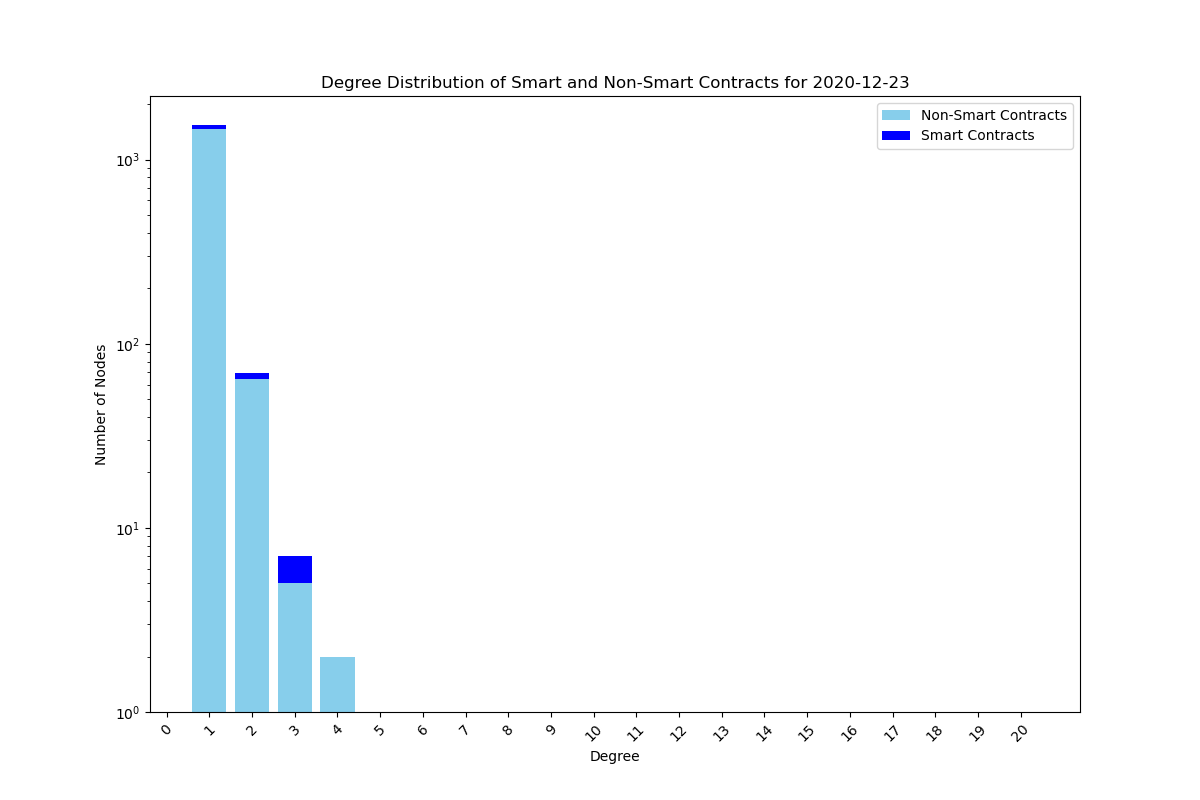 Degree Distribution of Smart and Non-Smart Contracts for 2020-12-23
Non-Smart Contracts
Smart Contracts
Number of Nodes
10³
10²
10¹
10⁰
0 1 2 3 4 5 6 7 8 9 10 11 12 13 14 15 16 17 18 19 20
Degree